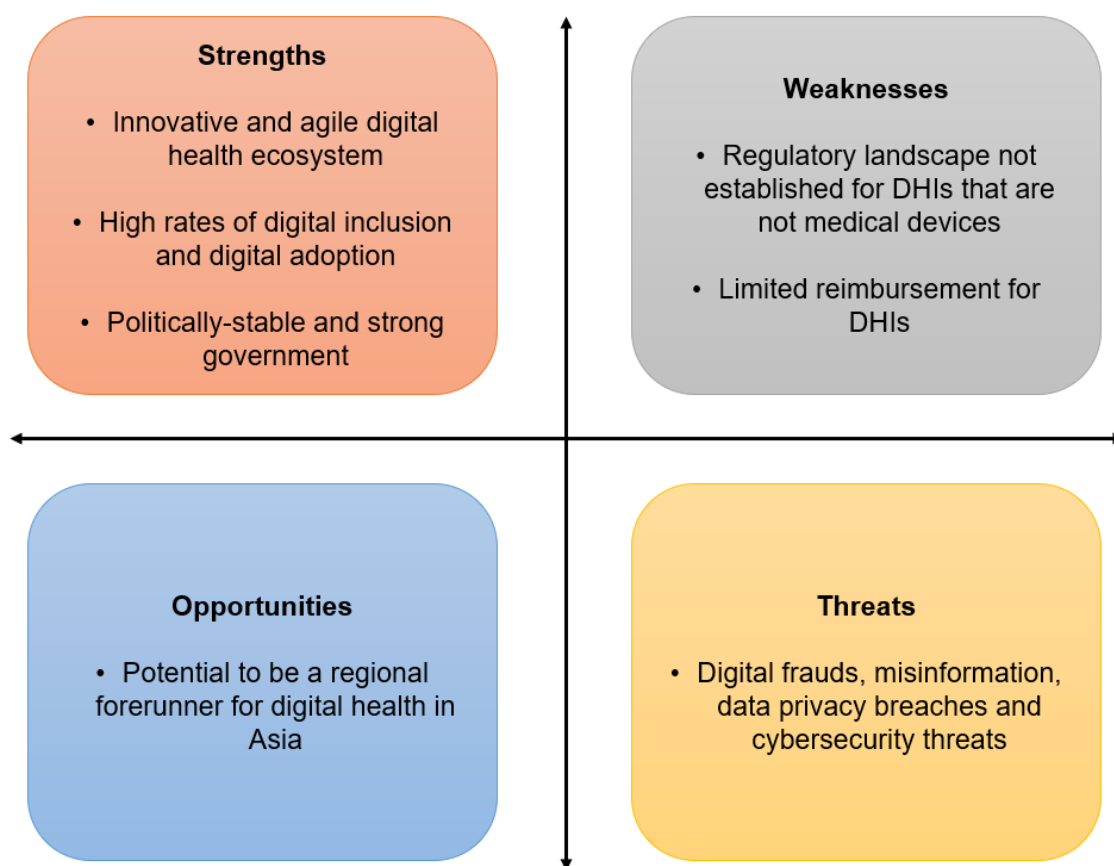 Strengths
• Innovative and agile digital
health ecosystem
• High rates of digital inclusion
and digital adoption
• Politically-stable and strong
government
Weaknesses
• Regulatory landscape not
established for DHIs that are
not medical devices
• Limited reimbursement for
DHIs
Opportunities
• Potential to be a regional
forerunner for digital health in
Asia
Threats
• Digital frauds, misinformation,
data privacy breaches and
cybersecurity threats